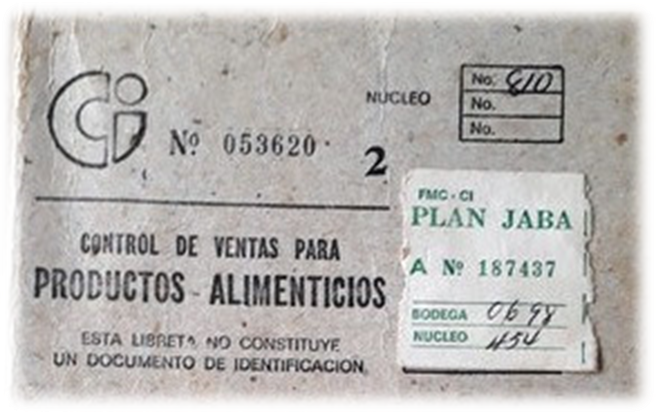 CI
Nº 053620
2
NUCLEO
No. 810
No.
No.
CONTROL DE VENTAS PARA
PRODUCTOS - ALIMENTICIOS
ESTA LIBRETA NO CONSTITUYE
UN DOCUMENTO DE IDENTIFICACION
FMC - CI
PLAN JABA
A Nº 187437
BODEGA 0698
NUCLEO 454